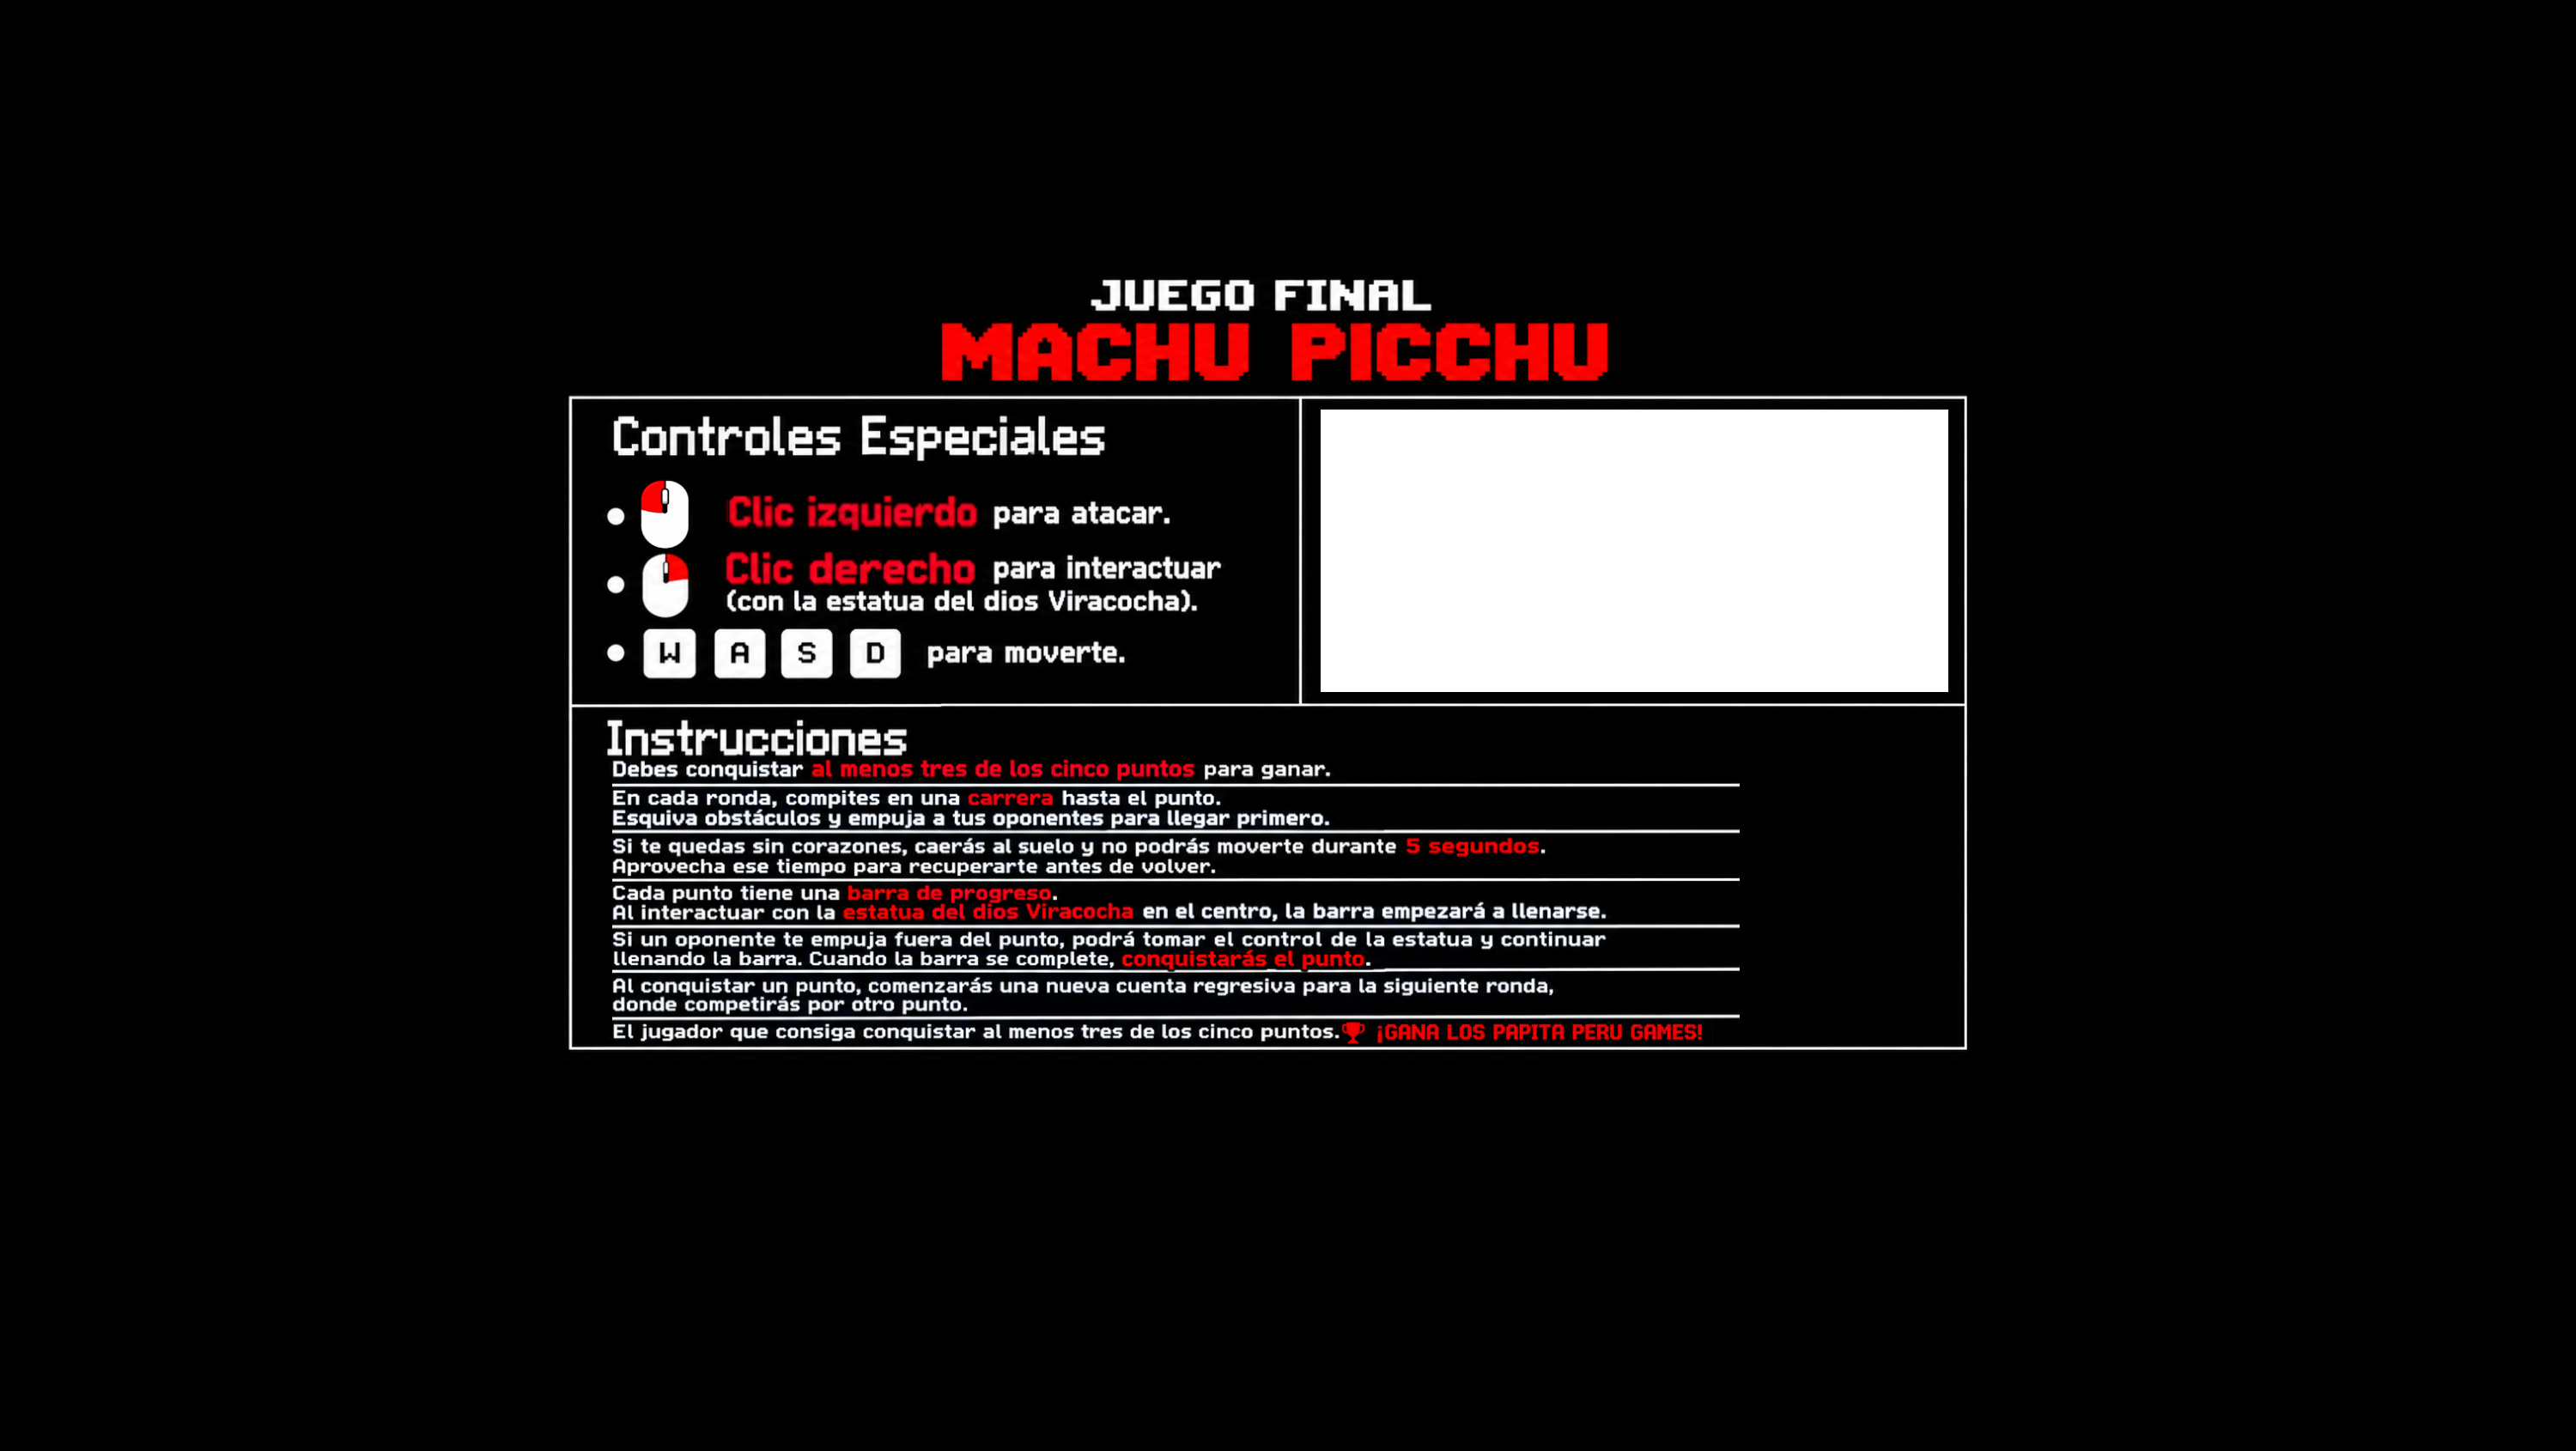 JUEGO FINAL
MACHU PICCHU
Controles Especiales
Clic izquierdo para atacar.
Clic derecho para interactuar
(con la estatua del dios Viracocha).
W A S D para moverte.
Instrucciones
Debes conquistar al menos tres de los cinco puntos para ganar.
En cada ronda, compites en una carrera hasta el punto.
Esquiva obstáculos y empuja a tus oponentes para llegar primero.
Si te quedas sin corazones, caerás al suelo y no podrás moverte durante 5 segundos.
Aprovecha ese tiempo para recuperarte antes de volver.
Cada punto tiene una barra de progreso.
Al interactuar con la estatua del dios Viracocha en el centro, la barra empezará a llenarse.
Si un oponente te empuja fuera del punto, podrá tomar el control de la estatua y continuar
llenando la barra. Cuando la barra se complete, conquistarás el punto.
Al conquistar un punto, comenzarás una nueva cuenta regresiva para la siguiente ronda,
donde competirás por otro punto.
El jugador que consiga conquistar al menos tres de los cinco puntos. ¡GANA LOS PAPITA PERU GAMES!